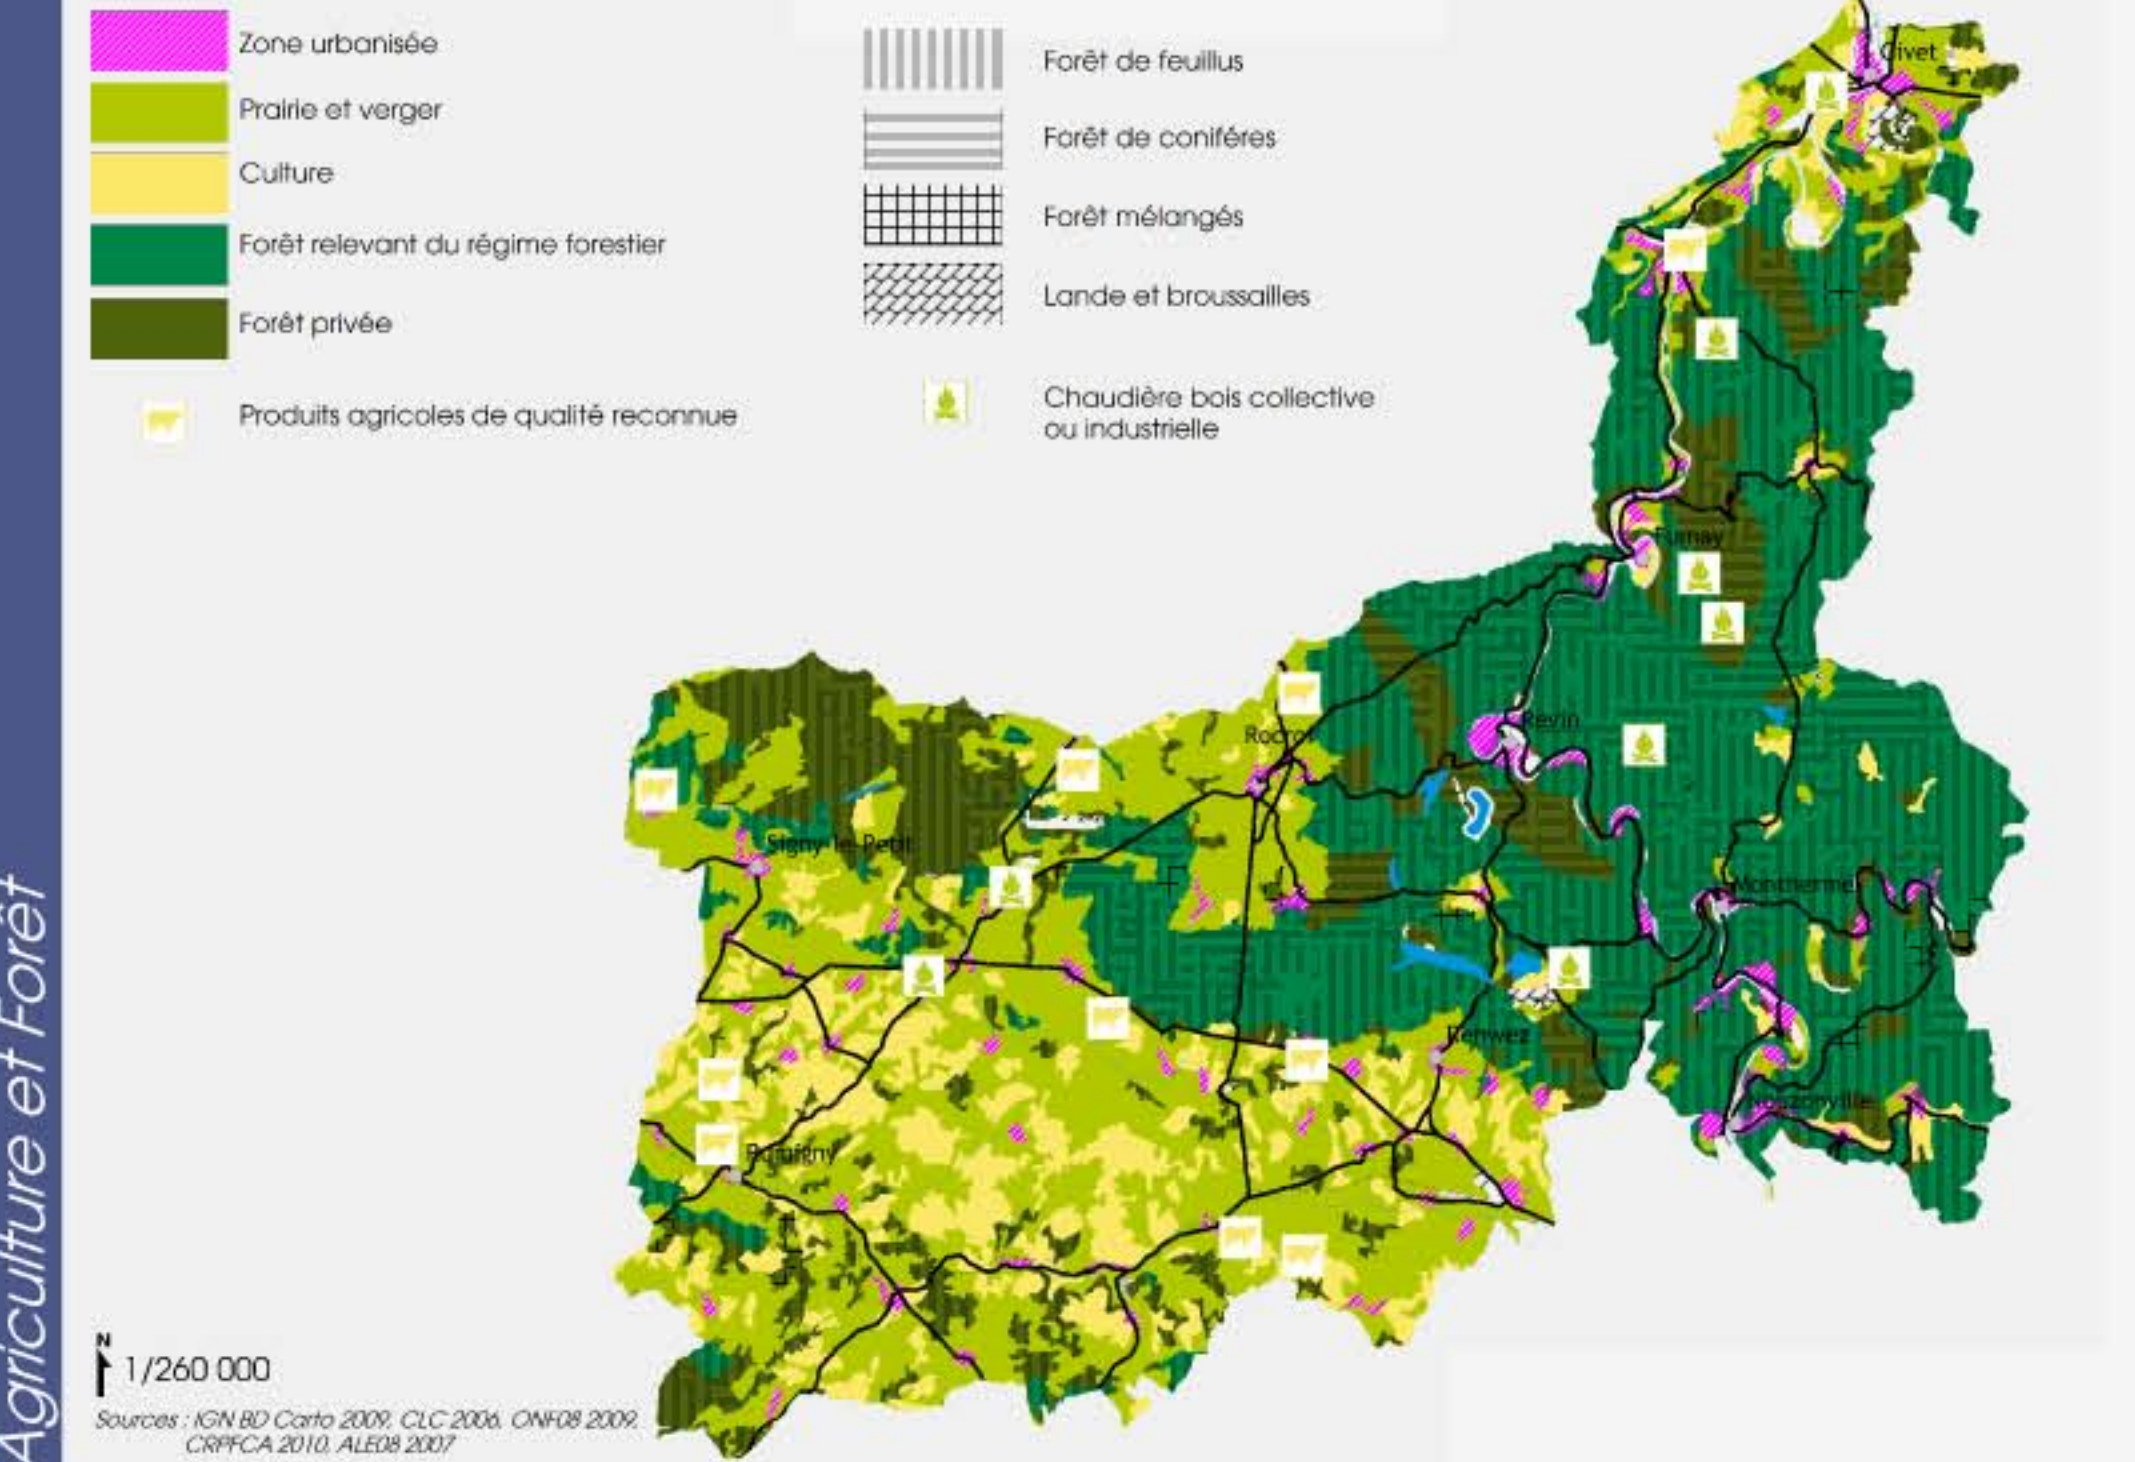 Agriculture et Forêt
Zone urbanisée
Prairie et verger
Culture
Forêt relevant du régime forestier
Forêt privée
Produits agricoles de qualité reconnue
Forêt de feuillus
Forêt de coniféres
Forêt mélangés
Lande et broussailles
Chaudière bois collective
ou industrielle
Givet
Fumay
Revin
Rocroi
Signy-le-Petit
Monthermé
Renwez
Nouzonville
Rumigny
N
1/260 000
Sources : IGN BD Carto 2009, CLC 2006, ONF08 2009,
CRPFCA 2010, ALE08 2007